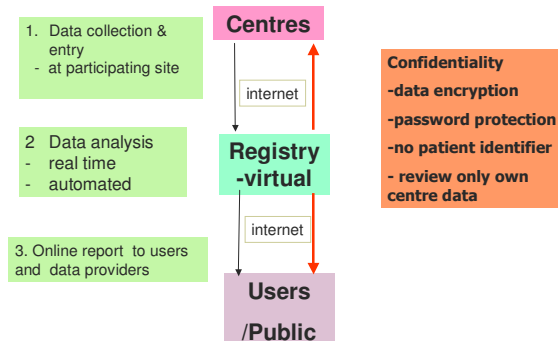 1. Data collection &
entry
- at participating site
Centres
internet
Confidentiality
-data encryption
-password protection
-no patient identifier
- review only own
centre data
2 Data analysis
- real time
- automated
Registry
-virtual
internet
3. Online report to users
and data providers
Users
/Public